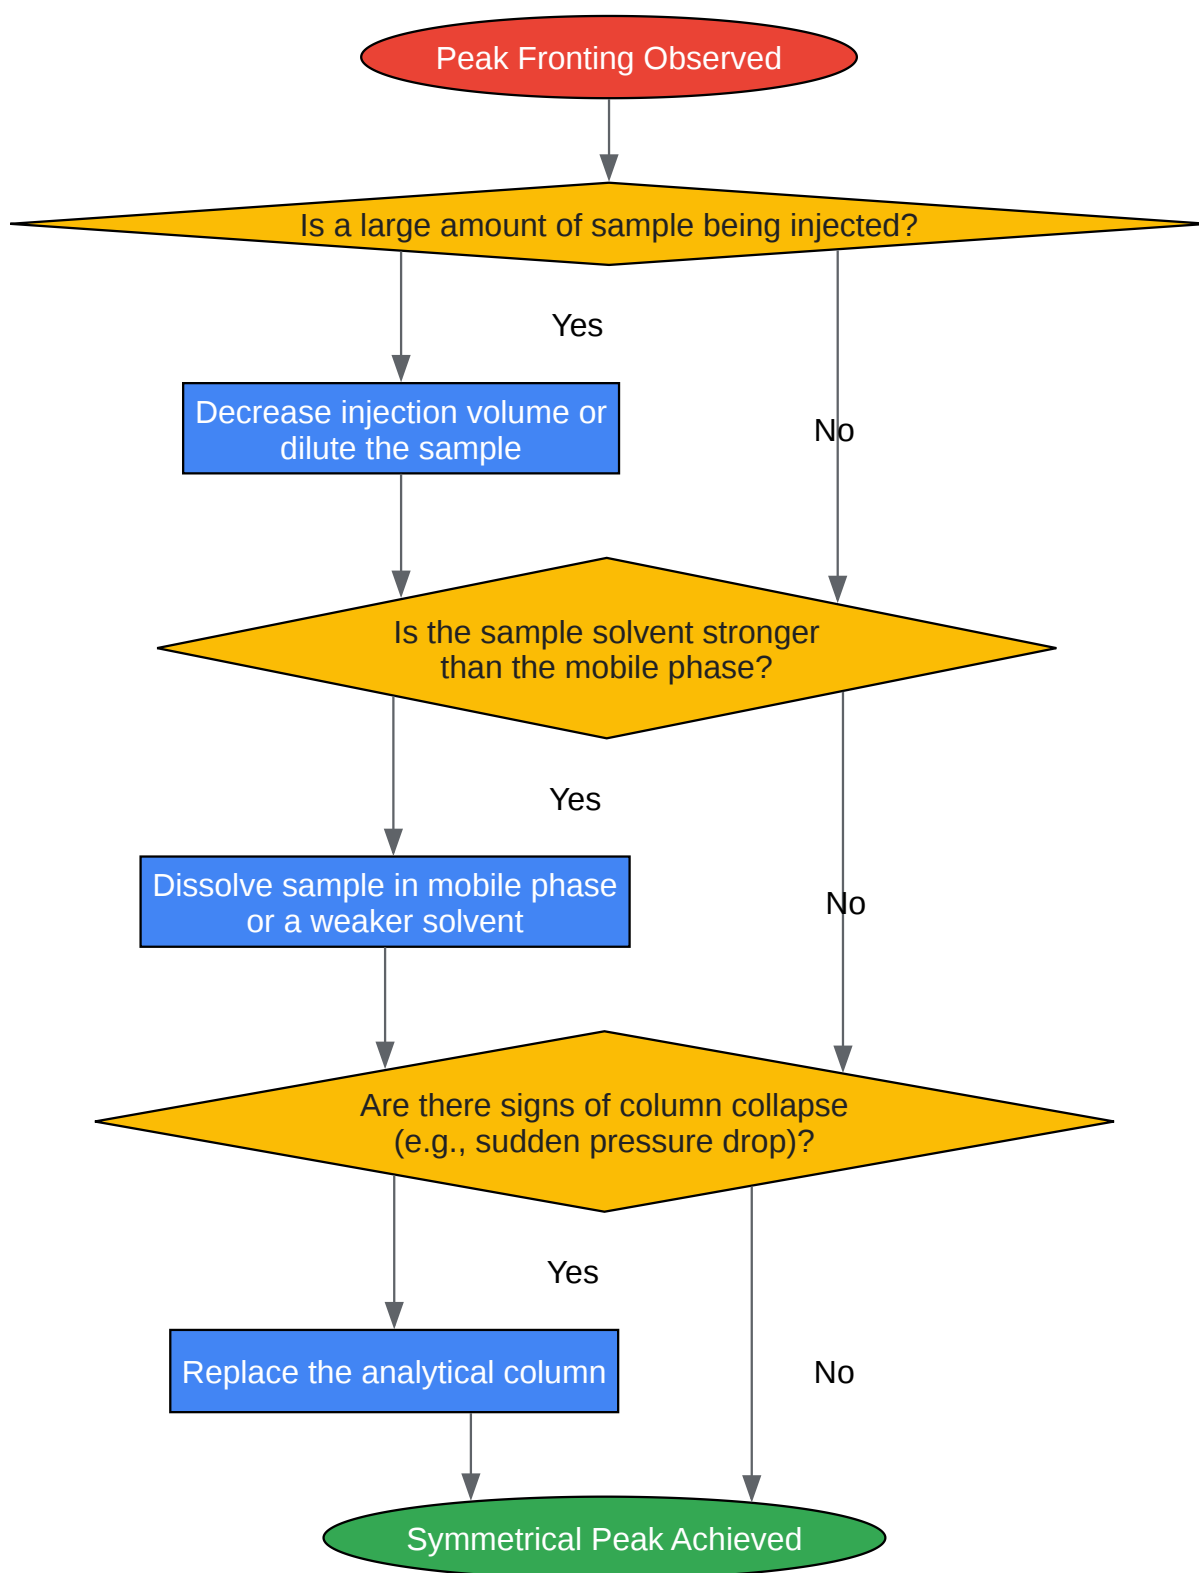 Peak Fronting Observed
Is a large amount of sample being injected?
Yes
Decrease injection volume or
dilute the sample
No
Is the sample solvent stronger
than the mobile phase?
Yes
Dissolve sample in mobile phase
or a weaker solvent
No
Are there signs of column collapse
(e.g., sudden pressure drop)?
Yes
Replace the analytical column
No
Symmetrical Peak Achieved